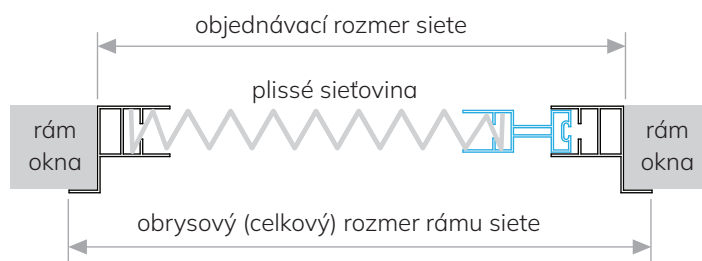 objednávací rozmer siete
plissé sieťovina
rám
okna
rám
okna
obrysový (celkový) rozmer rámu siete